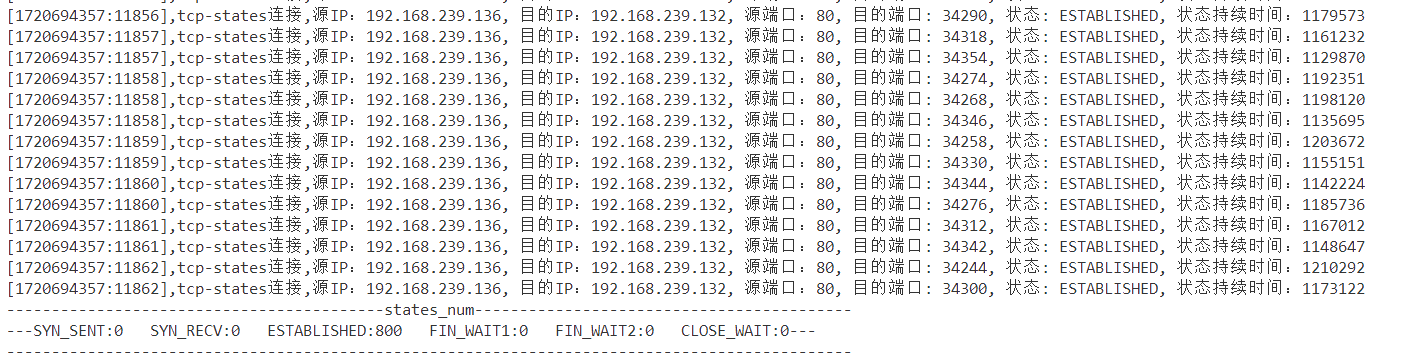 [1720694357:11856],tcp-states连接,源IP: 192.168.239.136, 目的IP: 192.168.239.132, 源端口: 80, 目的端口: 34290, 状态: ESTABLISHED, 状态持续时间: 1179573
[1720694357:11857],tcp-states连接,源IP: 192.168.239.136, 目的IP: 192.168.239.132, 源端口: 80, 目的端口: 34318, 状态: ESTABLISHED, 状态持续时间: 1161232
[1720694357:11857],tcp-states连接,源IP: 192.168.239.136, 目的IP: 192.168.239.132, 源端口: 80, 目的端口: 34354, 状态: ESTABLISHED, 状态持续时间: 1129870
[1720694357:11858],tcp-states连接,源IP: 192.168.239.136, 目的IP: 192.168.239.132, 源端口: 80, 目的端口: 34274, 状态: ESTABLISHED, 状态持续时间: 1192351
[1720694357:11858],tcp-states连接,源IP: 192.168.239.136, 目的IP: 192.168.239.132, 源端口: 80, 目的端口: 34268, 状态: ESTABLISHED, 状态持续时间: 1198120
[1720694357:11858],tcp-states连接,源IP: 192.168.239.136, 目的IP: 192.168.239.132, 源端口: 80, 目的端口: 34346, 状态: ESTABLISHED, 状态持续时间: 1135695
[1720694357:11859],tcp-states连接,源IP: 192.168.239.136, 目的IP: 192.168.239.132, 源端口: 80, 目的端口: 34258, 状态: ESTABLISHED, 状态持续时间: 1203672
[1720694357:11859],tcp-states连接,源IP: 192.168.239.136, 目的IP: 192.168.239.132, 源端口: 80, 目的端口: 34330, 状态: ESTABLISHED, 状态持续时间: 1155151
[1720694357:11860],tcp-states连接,源IP: 192.168.239.136, 目的IP: 192.168.239.132, 源端口: 80, 目的端口: 34344, 状态: ESTABLISHED, 状态持续时间: 1142224
[1720694357:11860],tcp-states连接,源IP: 192.168.239.136, 目的IP: 192.168.239.132, 源端口: 80, 目的端口: 34276, 状态: ESTABLISHED, 状态持续时间: 1185736
[1720694357:11861],tcp-states连接,源IP: 192.168.239.136, 目的IP: 192.168.239.132, 源端口: 80, 目的端口: 34312, 状态: ESTABLISHED, 状态持续时间: 1167012
[1720694357:11861],tcp-states连接,源IP: 192.168.239.136, 目的IP: 192.168.239.132, 源端口: 80, 目的端口: 34342, 状态: ESTABLISHED, 状态持续时间: 1148647
[1720694357:11862],tcp-states连接,源IP: 192.168.239.136, 目的IP: 192.168.239.132, 源端口: 80, 目的端口: 34244, 状态: ESTABLISHED, 状态持续时间: 1210292
[1720694357:11862],tcp-states连接,源IP: 192.168.239.136, 目的IP: 192.168.239.132, 源端口: 80, 目的端口: 34300, 状态: ESTABLISHED, 状态持续时间: 1173122
------------------------------------------states_num------------------------------------------
---SYN_SENT:0   SYN_RECV:0   ESTABLISHED:800   FIN_WAIT1:0   FIN_WAIT2:0   CLOSE_WAIT:0---
----------------------------------------------------------------------------------------------